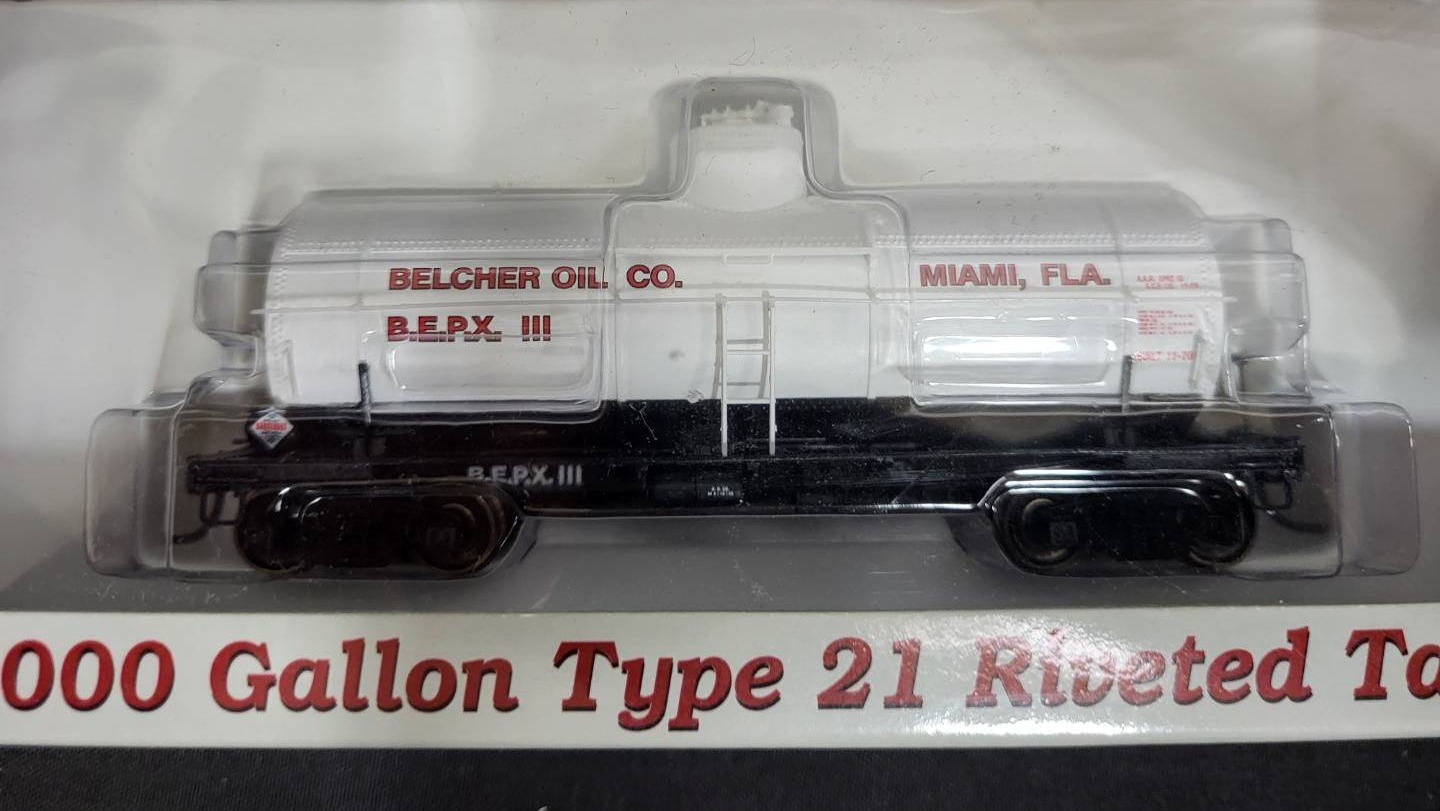 BELCHER OIL CO.
MIAMI, FLA.
B.E.P.X. III
B.E.P.X. III
000 Gallon Type 21 Riveted Ta